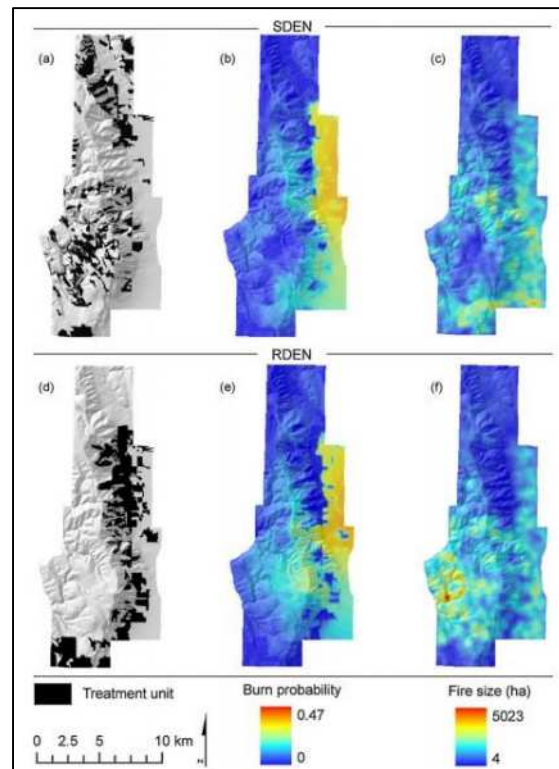 SDEN
(a) (b) (c)
RDEN
(d) (e) (f)
Treatment unit
Burn probability
0.47
0
Fire size (ha)
5023
4
0 2.5 5 10 km
N